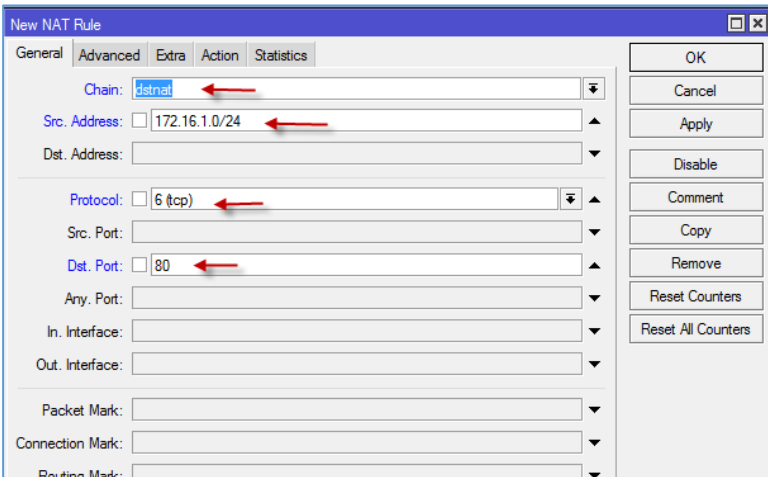 New NAT Rule
General Advanced Extra Action Statistics
Chain: dstnat
Src. Address: 172.16.1.0/24
Dst. Address:
Protocol: 6 (tcp)
Src. Port:
Dst. Port: 80
Any. Port:
In. Interface:
Out. Interface:
Packet Mark:
Connection Mark:
Routing Mark:
OK
Cancel
Apply
Disable
Comment
Copy
Remove
Reset Counters
Reset All Counters